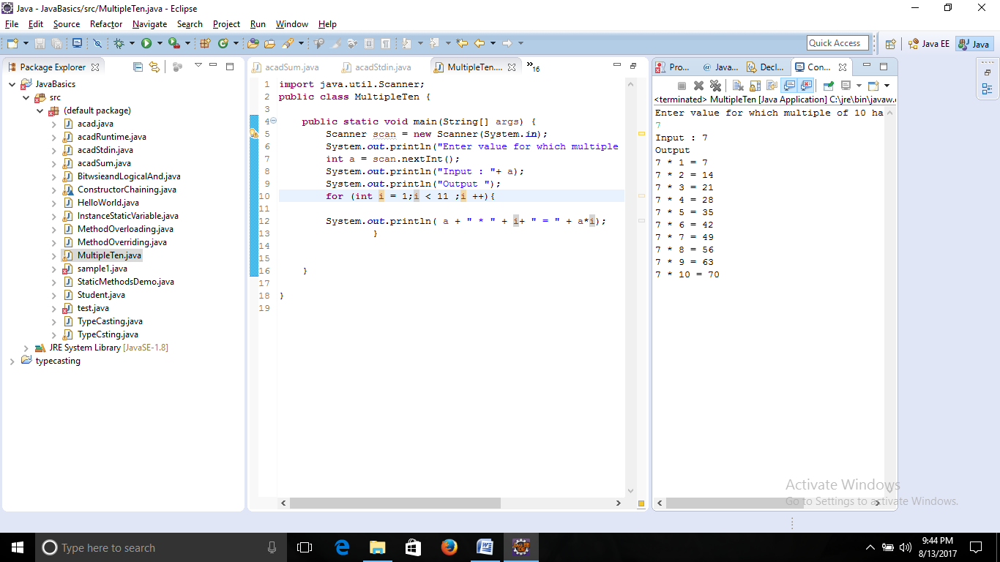 Java - JavaBasics/src/MultipleTen.java - Eclipse
File Edit Source Refactor Navigate Search Project Run Window Help
Quick Access Java EE Java
Package Explorer
JavaBasics
src
(default package)
acad.java
acadRuntime.java
acadStdin.java
acadSum.java
BitwsieandLogicalAnd.java
ConstructorChaining.java
HelloWorld.java
InstanceStaticVariable.java
MethodOverloading.java
MethodOverriding.java
MultipleTen.java
sample1.java
StaticMethodsDemo.java
Student.java
test.java
TypeCasting.java
TypeCsting.java
JRE System Library [JavaSE-1.8]
typecasting
acadSum.java acadStdin.java MultipleTen.... »16
1 import java.util.Scanner;
2 public class MultipleTen {
3
4 public static void main(String[] args) {
5 Scanner scan = new Scanner(System.in);
6 System.out.println("Enter value for which multiple
7 int a = scan.nextInt();
8 System.out.println("Input : "+ a);
9 System.out.println("Output ");
10 for (int i = 1;i < 11 ;i ++){
11
12 System.out.println( a + " * " + i+ " = " + a*i);
13 }
14
15
16 }
17
18 }
19
Pro... Java... Decl... Con...
<terminated> MultipleTen [Java Application] C:\jre\bin\javaw.
Enter value for which multiple of 10 ha
7
Input : 7
Output
7 * 1 = 7
7 * 2 = 14
7 * 3 = 21
7 * 4 = 28
7 * 5 = 35
7 * 6 = 42
7 * 7 = 49
7 * 8 = 56
7 * 9 = 63
7 * 10 = 70
Activate Windows
Go to Settings to activate Windows.
Type here to search
9:44 PM
8/13/2017